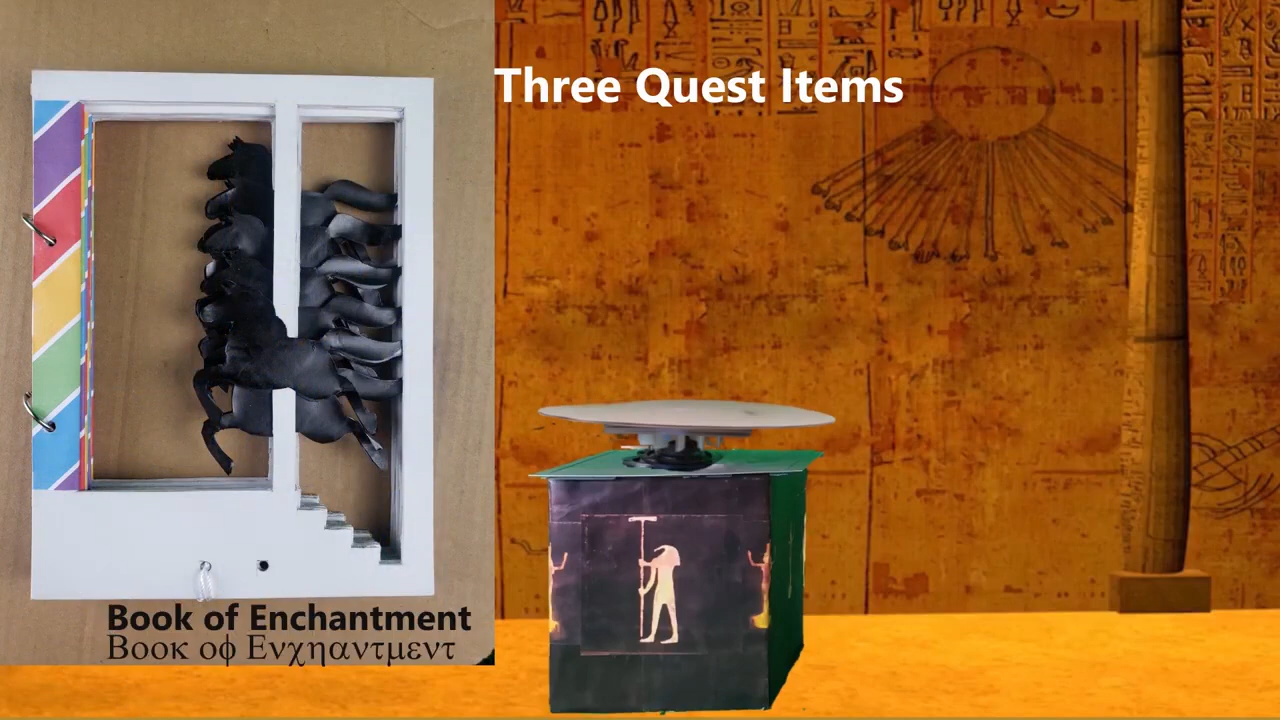 Three Quest Items
Book of Enchantment
Βοοκ οφ Ενχηαντμεντ